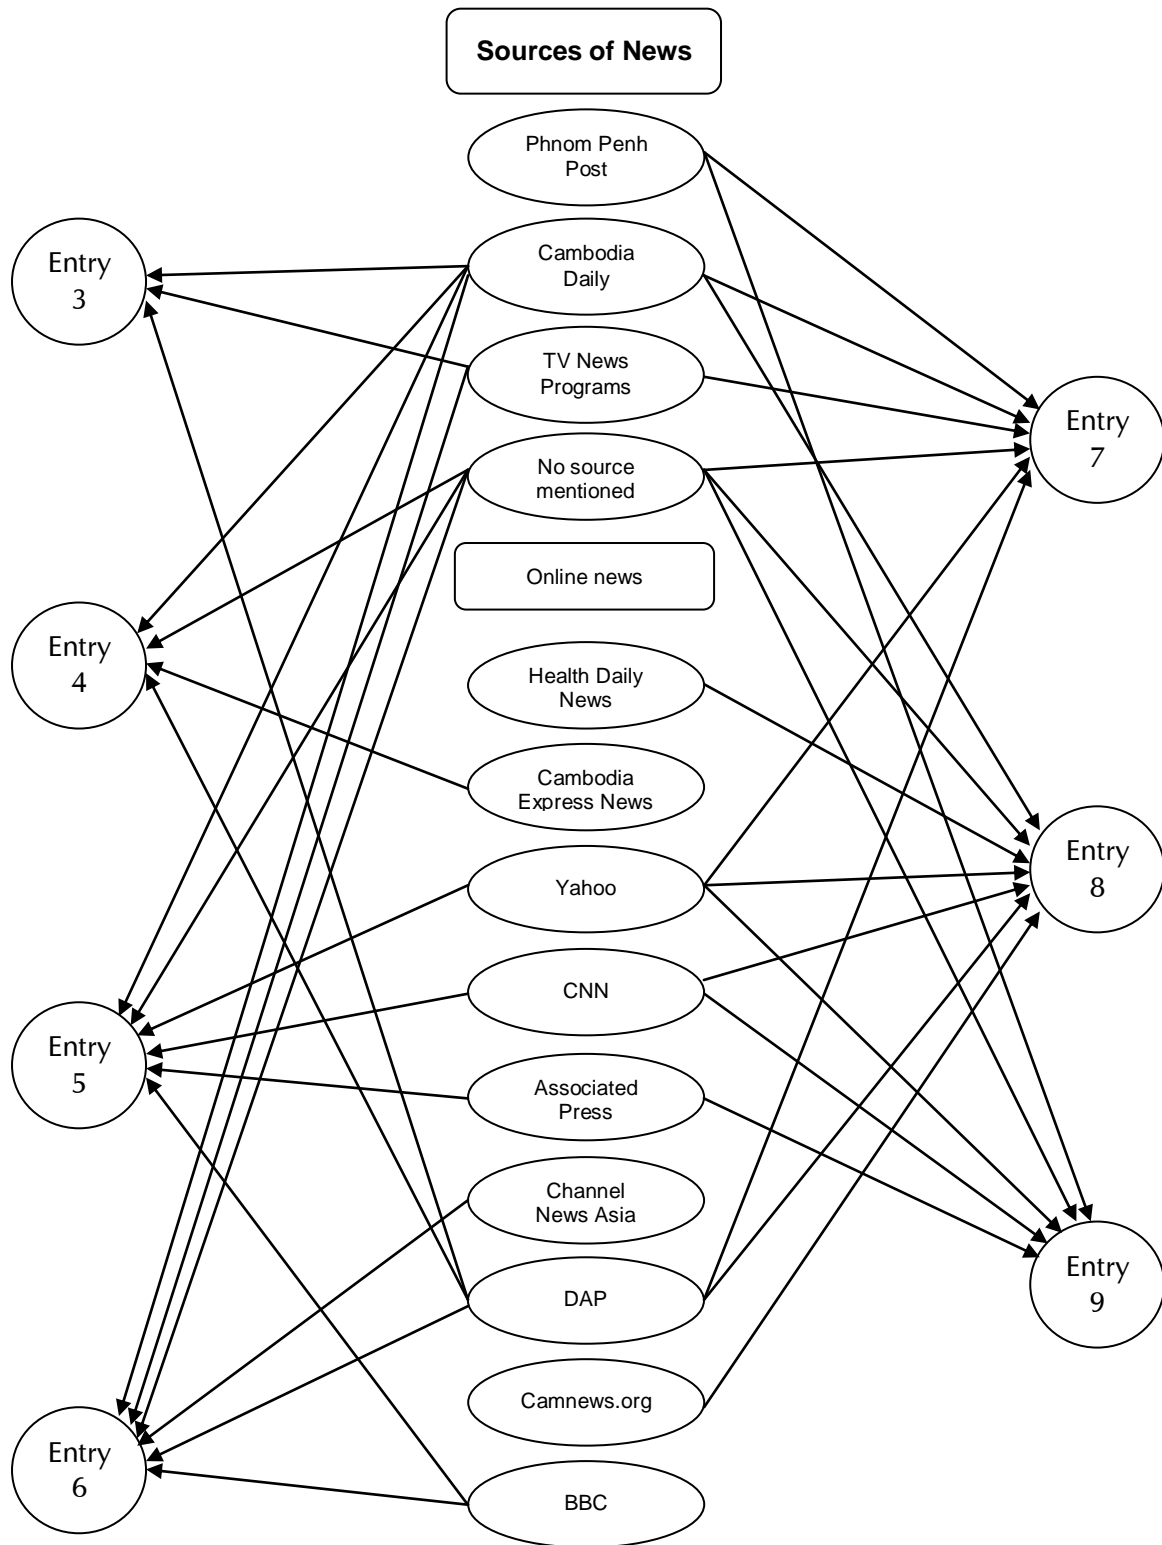 Sources of News
Phnom Penh
Post
Cambodia
Daily
TV News
Programs
No source
mentioned
Online news
Health Daily
News
Cambodia
Express News
Yahoo
CNN
Associated
Press
Channel
News Asia
DAP
Camnews.org
BBC
Entry
3
Entry
4
Entry
5
Entry
6
Entry
7
Entry
8
Entry
9